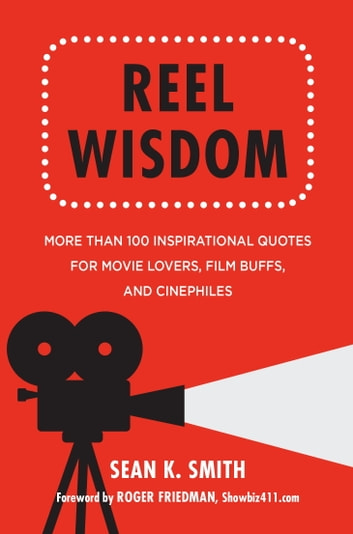 REEL
WISDOM
MORE THAN 100 INSPIRATIONAL QUOTES
FOR MOVIE LOVERS, FILM BUFFS,
AND CINEPHILES
SEAN K. SMITH
Foreword by ROGER FRIEDMAN, Showbiz411.com